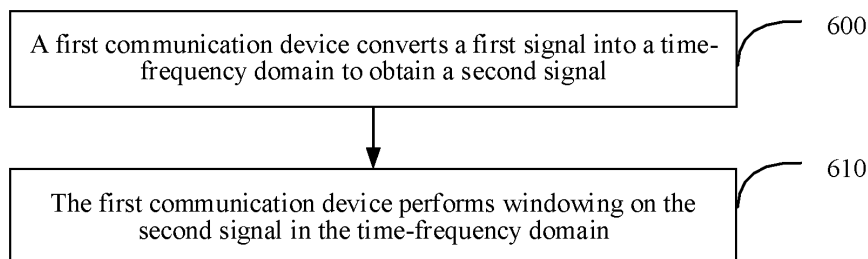 A first communication device converts a first signal into a time-
frequency domain to obtain a second signal
600
The first communication device performs windowing on the
second signal in the time-frequency domain
610